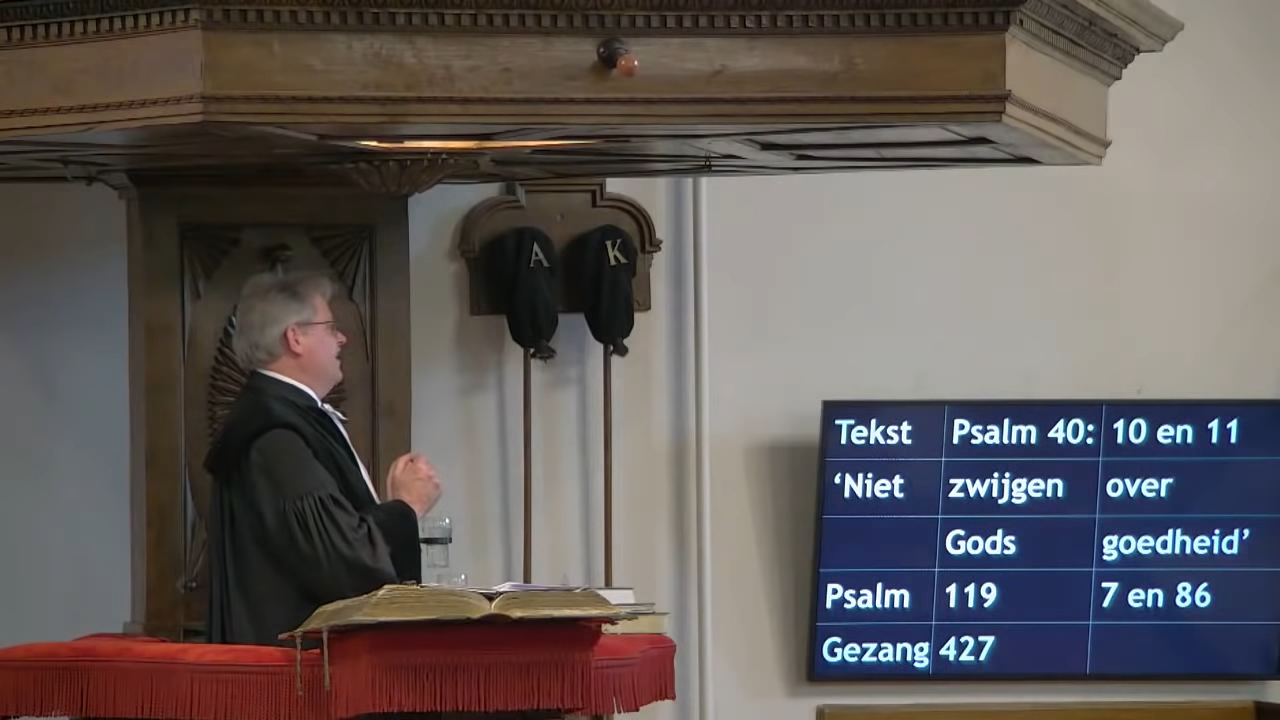 A K
Tekst Psalm 40: 10 en 11
‘Niet zwijgen over
Gods goedheid’
Psalm 119 7 en 86
Gezang 427